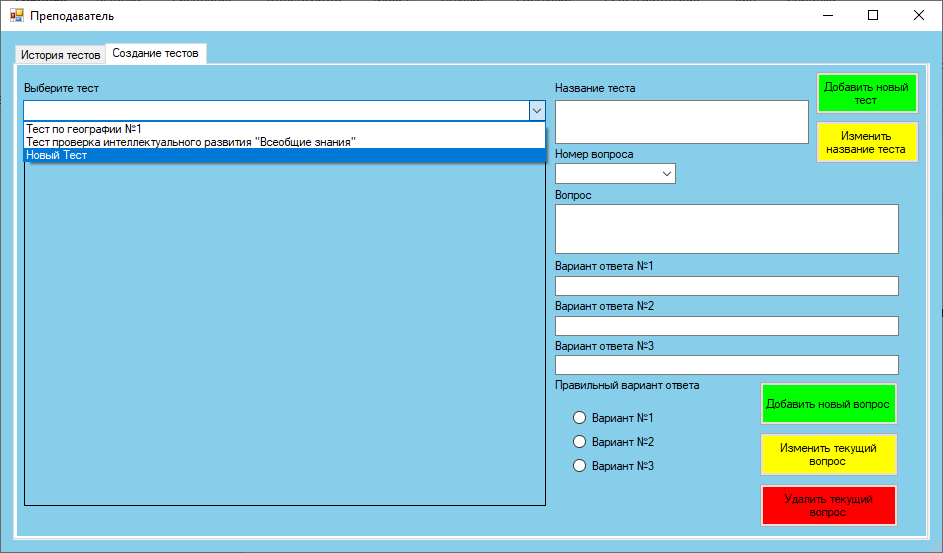 Преподаватель
История тестов
Создание тестов
Выберите тест
Тест по географии №1
Тест проверка интеллектуального развития "Всеобщие знания"
Новый Тест
Название теста
Добавить новый
тест
Изменить
название теста
Номер вопроса
Вопрос
Вариант ответа №1
Вариант ответа №2
Вариант ответа №3
Правильный вариант ответа
Вариант №1
Вариант №2
Вариант №3
Добавить новый вопрос
Изменить текущий
вопрос
Удалить текущий
вопрос